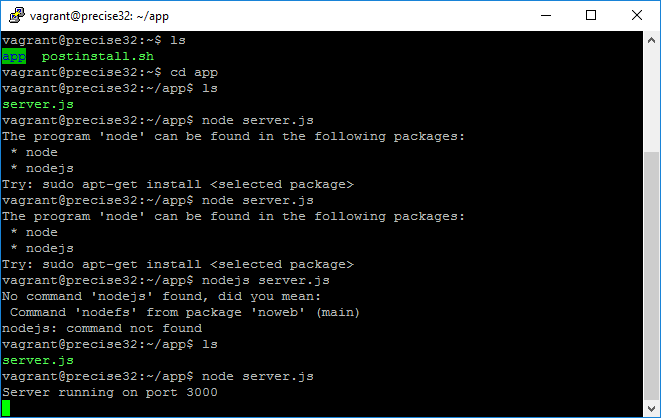 vagrant@precise32: ~/app
vagrant@precise32:~$ ls
app  postinstall.sh
vagrant@precise32:~$ cd app
vagrant@precise32:~/app$ ls
server.js
vagrant@precise32:~/app$ node server.js
The program 'node' can be found in the following packages:
 * node
 * nodejs
Try: sudo apt-get install <selected package>
vagrant@precise32:~/app$ node server.js
The program 'node' can be found in the following packages:
 * node
 * nodejs
Try: sudo apt-get install <selected package>
vagrant@precise32:~/app$ nodejs server.js
No command 'nodejs' found, did you mean:
 Command 'nodefs' from package 'noweb' (main)
nodejs: command not found
vagrant@precise32:~/app$ ls
server.js
vagrant@precise32:~/app$ node server.js
Server running on port 3000